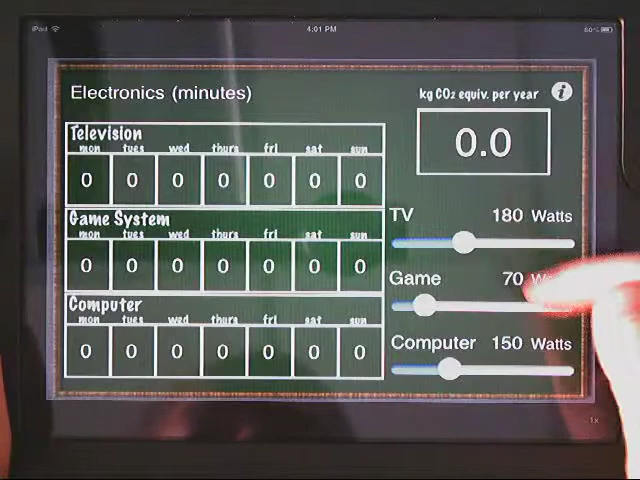 iPad 4:01 PM 80%
Electronics (minutes)
kg CO2 equiv. per year i
0.0
Television
mon tues wed thurs fri sat sun
0 0 0 0 0 0 0
TV 180 Watts
Game System
mon tues wed thurs fri sat sun
0 0 0 0 0 0 0
Game 70
Computer
mon tues wed thurs fri sat sun
0 0 0 0 0 0 0
Computer 150 Watts
1x